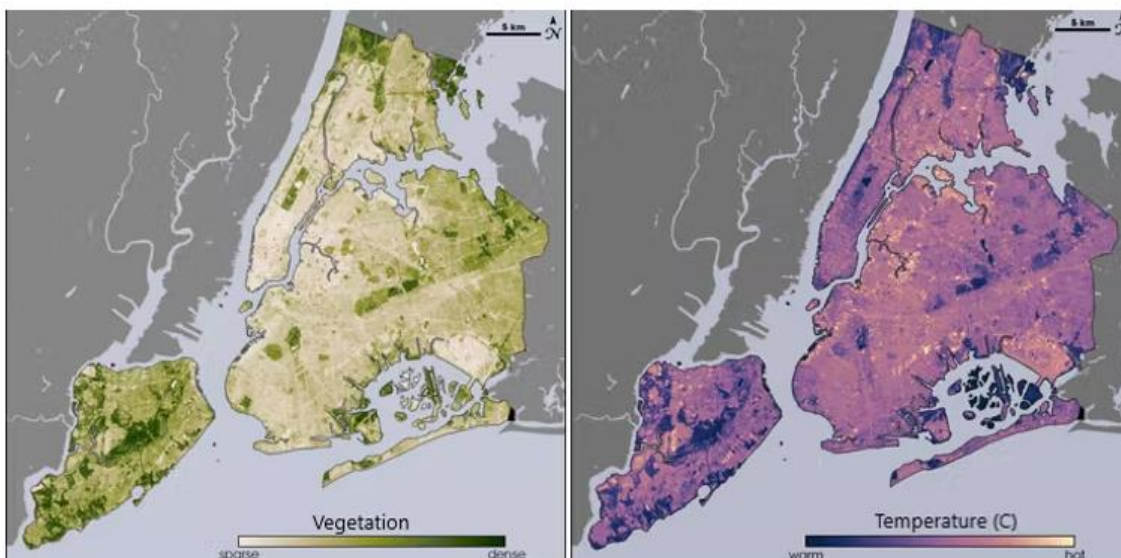 5 km
N
5 km
N
Vegetation
sparse
dense
Temperature (C)
warm
hot